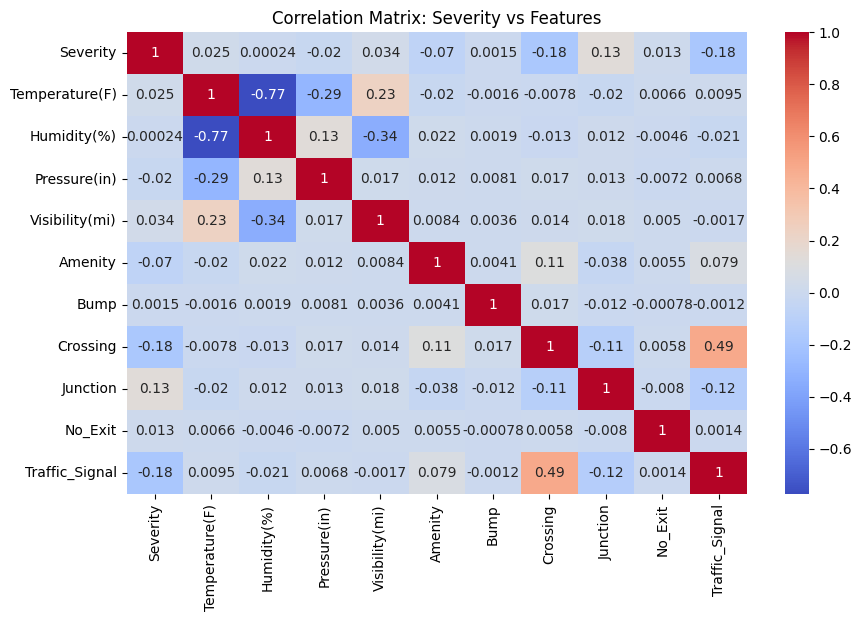 Correlation Matrix: Severity vs Features
Severity 1 0.025 0.00024 -0.02 0.034 -0.07 0.0015 -0.18 0.13 0.013 -0.18
Temperature(F) 0.025 1 -0.77 -0.29 0.23 -0.02 -0.0016 -0.0078 -0.02 0.0066 0.0095
Humidity(%) 0.00024 -0.77 1 0.13 -0.34 0.022 0.0019 -0.013 0.012 -0.0046 -0.021
Pressure(in) -0.02 -0.29 0.13 1 0.017 0.012 0.0081 0.017 0.013 -0.0072 0.0068
Visibility(mi) 0.034 0.23 -0.34 0.017 1 0.0084 0.0036 0.014 0.018 0.005 -0.0017
Amenity -0.07 -0.02 0.022 0.012 0.0084 1 0.0041 0.11 -0.038 0.0055 0.079
Bump 0.0015 -0.0016 0.0019 0.0081 0.0036 0.0041 1 0.017 -0.012 -0.00078 -0.0012
Crossing -0.18 -0.0078 -0.013 0.017 0.014 0.11 0.017 1 -0.11 0.0058 0.49
Junction 0.13 -0.02 0.012 0.013 0.018 -0.038 -0.012 -0.11 1 -0.008 -0.12
No_Exit 0.013 0.0066 -0.0046 -0.0072 0.005 0.0055 -0.00078 0.0058 -0.008 1 0.0014
Traffic_Signal -0.18 0.0095 -0.021 0.0068 -0.0017 0.079 -0.0012 0.49 -0.12 0.0014 1
Severity
Temperature(F)
Humidity(%)
Pressure(in)
Visibility(mi)
Amenity
Bump
Crossing
Junction
No_Exit
Traffic_Signal
1.0
0.8
0.6
0.4
0.2
0.0
−0.2
−0.4
−0.6